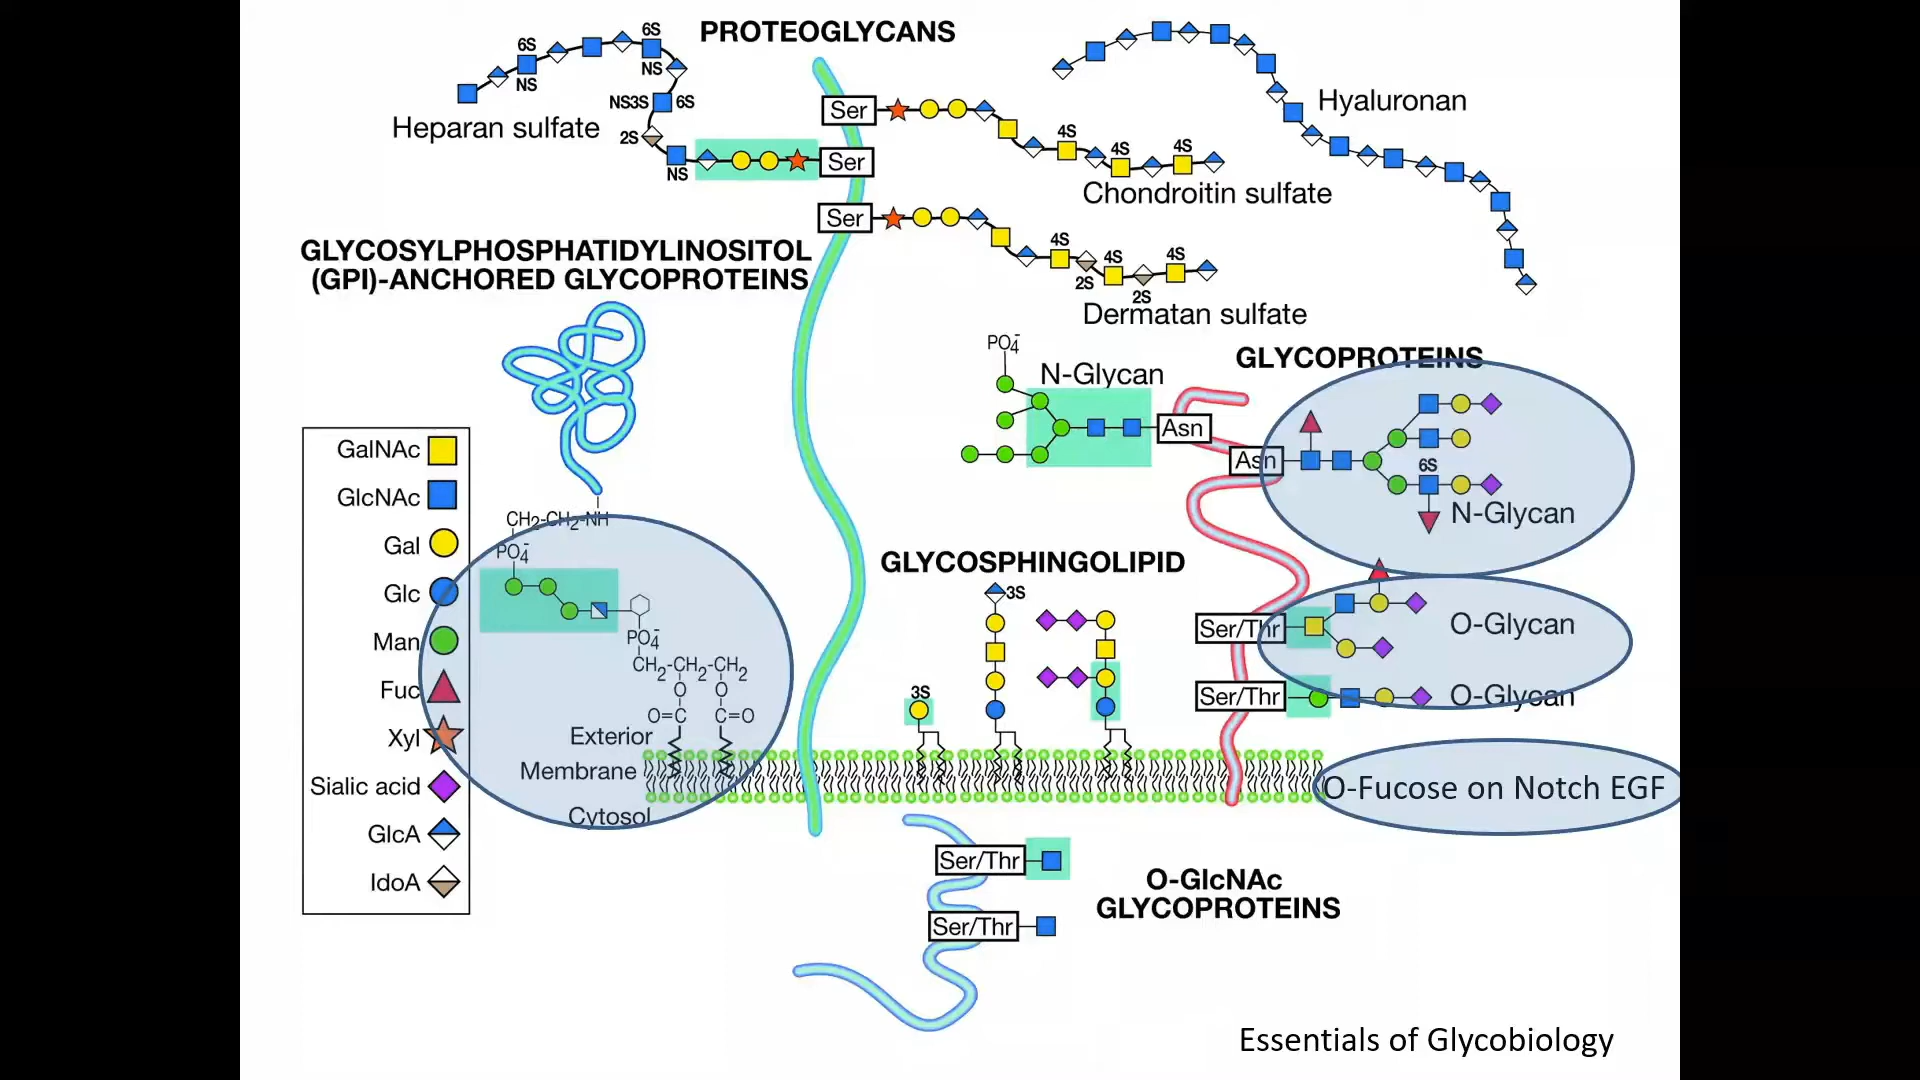 PROTEOGLYCANS
6S
NS
6S
NS
NS3S
6S
2S
NS
Heparan sulfate
Ser
Ser
Ser
4S
4S
4S
Chondroitin sulfate
Hyaluronan
4S
2S
4S
2S
4S
Dermatan sulfate
GLYCOSYLPHOSPHATIDYLINOSITOL
(GPI)-ANCHORED GLYCOPROTEINS
CH2-CH2-NH
PO4-
PO4-
CH2-CH2-CH2
O O
O=C C=O
Exterior
Membrane
Cytosol
GalNAc
GlcNAc
Gal
Glc
Man
Fuc
Xyl
Sialic acid
GlcA
IdoA
GLYCOPROTEINS
PO4-
N-Glycan
Asn
Asn
6S
N-Glycan
Ser/Thr
O-Glycan
Ser/Thr
O-Glycan
O-Fucose on Notch EGF
GLYCOSPHINGOLIPID
3S
3S
Ser/Thr
Ser/Thr
O-GlcNAc
GLYCOPROTEINS
Essentials of Glycobiology